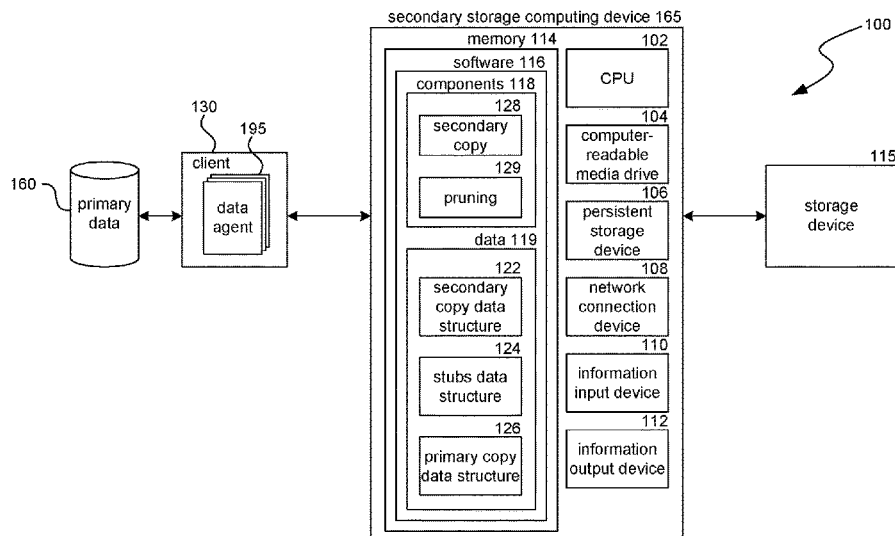 secondary storage computing device 165
100
memory 114
102
software 116
CPU
components 118
130
128
104
195
secondary
copy
computer-
readable
media drive
client
115
160
129
primary
data
data
agent
pruning
106
storage
device
persistent
storage
device
data 119
122
108
secondary
copy data
structure
network
connection
device
124
110
stubs data
structure
information
input device
126
112
primary copy
data structure
information
output device